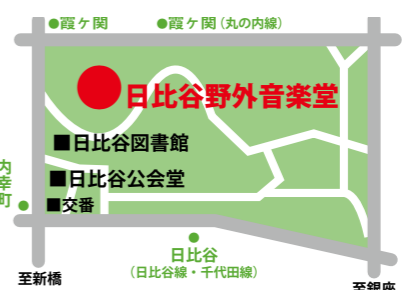 ●霞ケ関
●霞ケ関(丸の内線)
日比谷野外音楽堂
■日比谷図書館
■日比谷公会堂
内幸町●
■交番
●
日比谷
(日比谷線・千代田線)
至新橋
至銀座